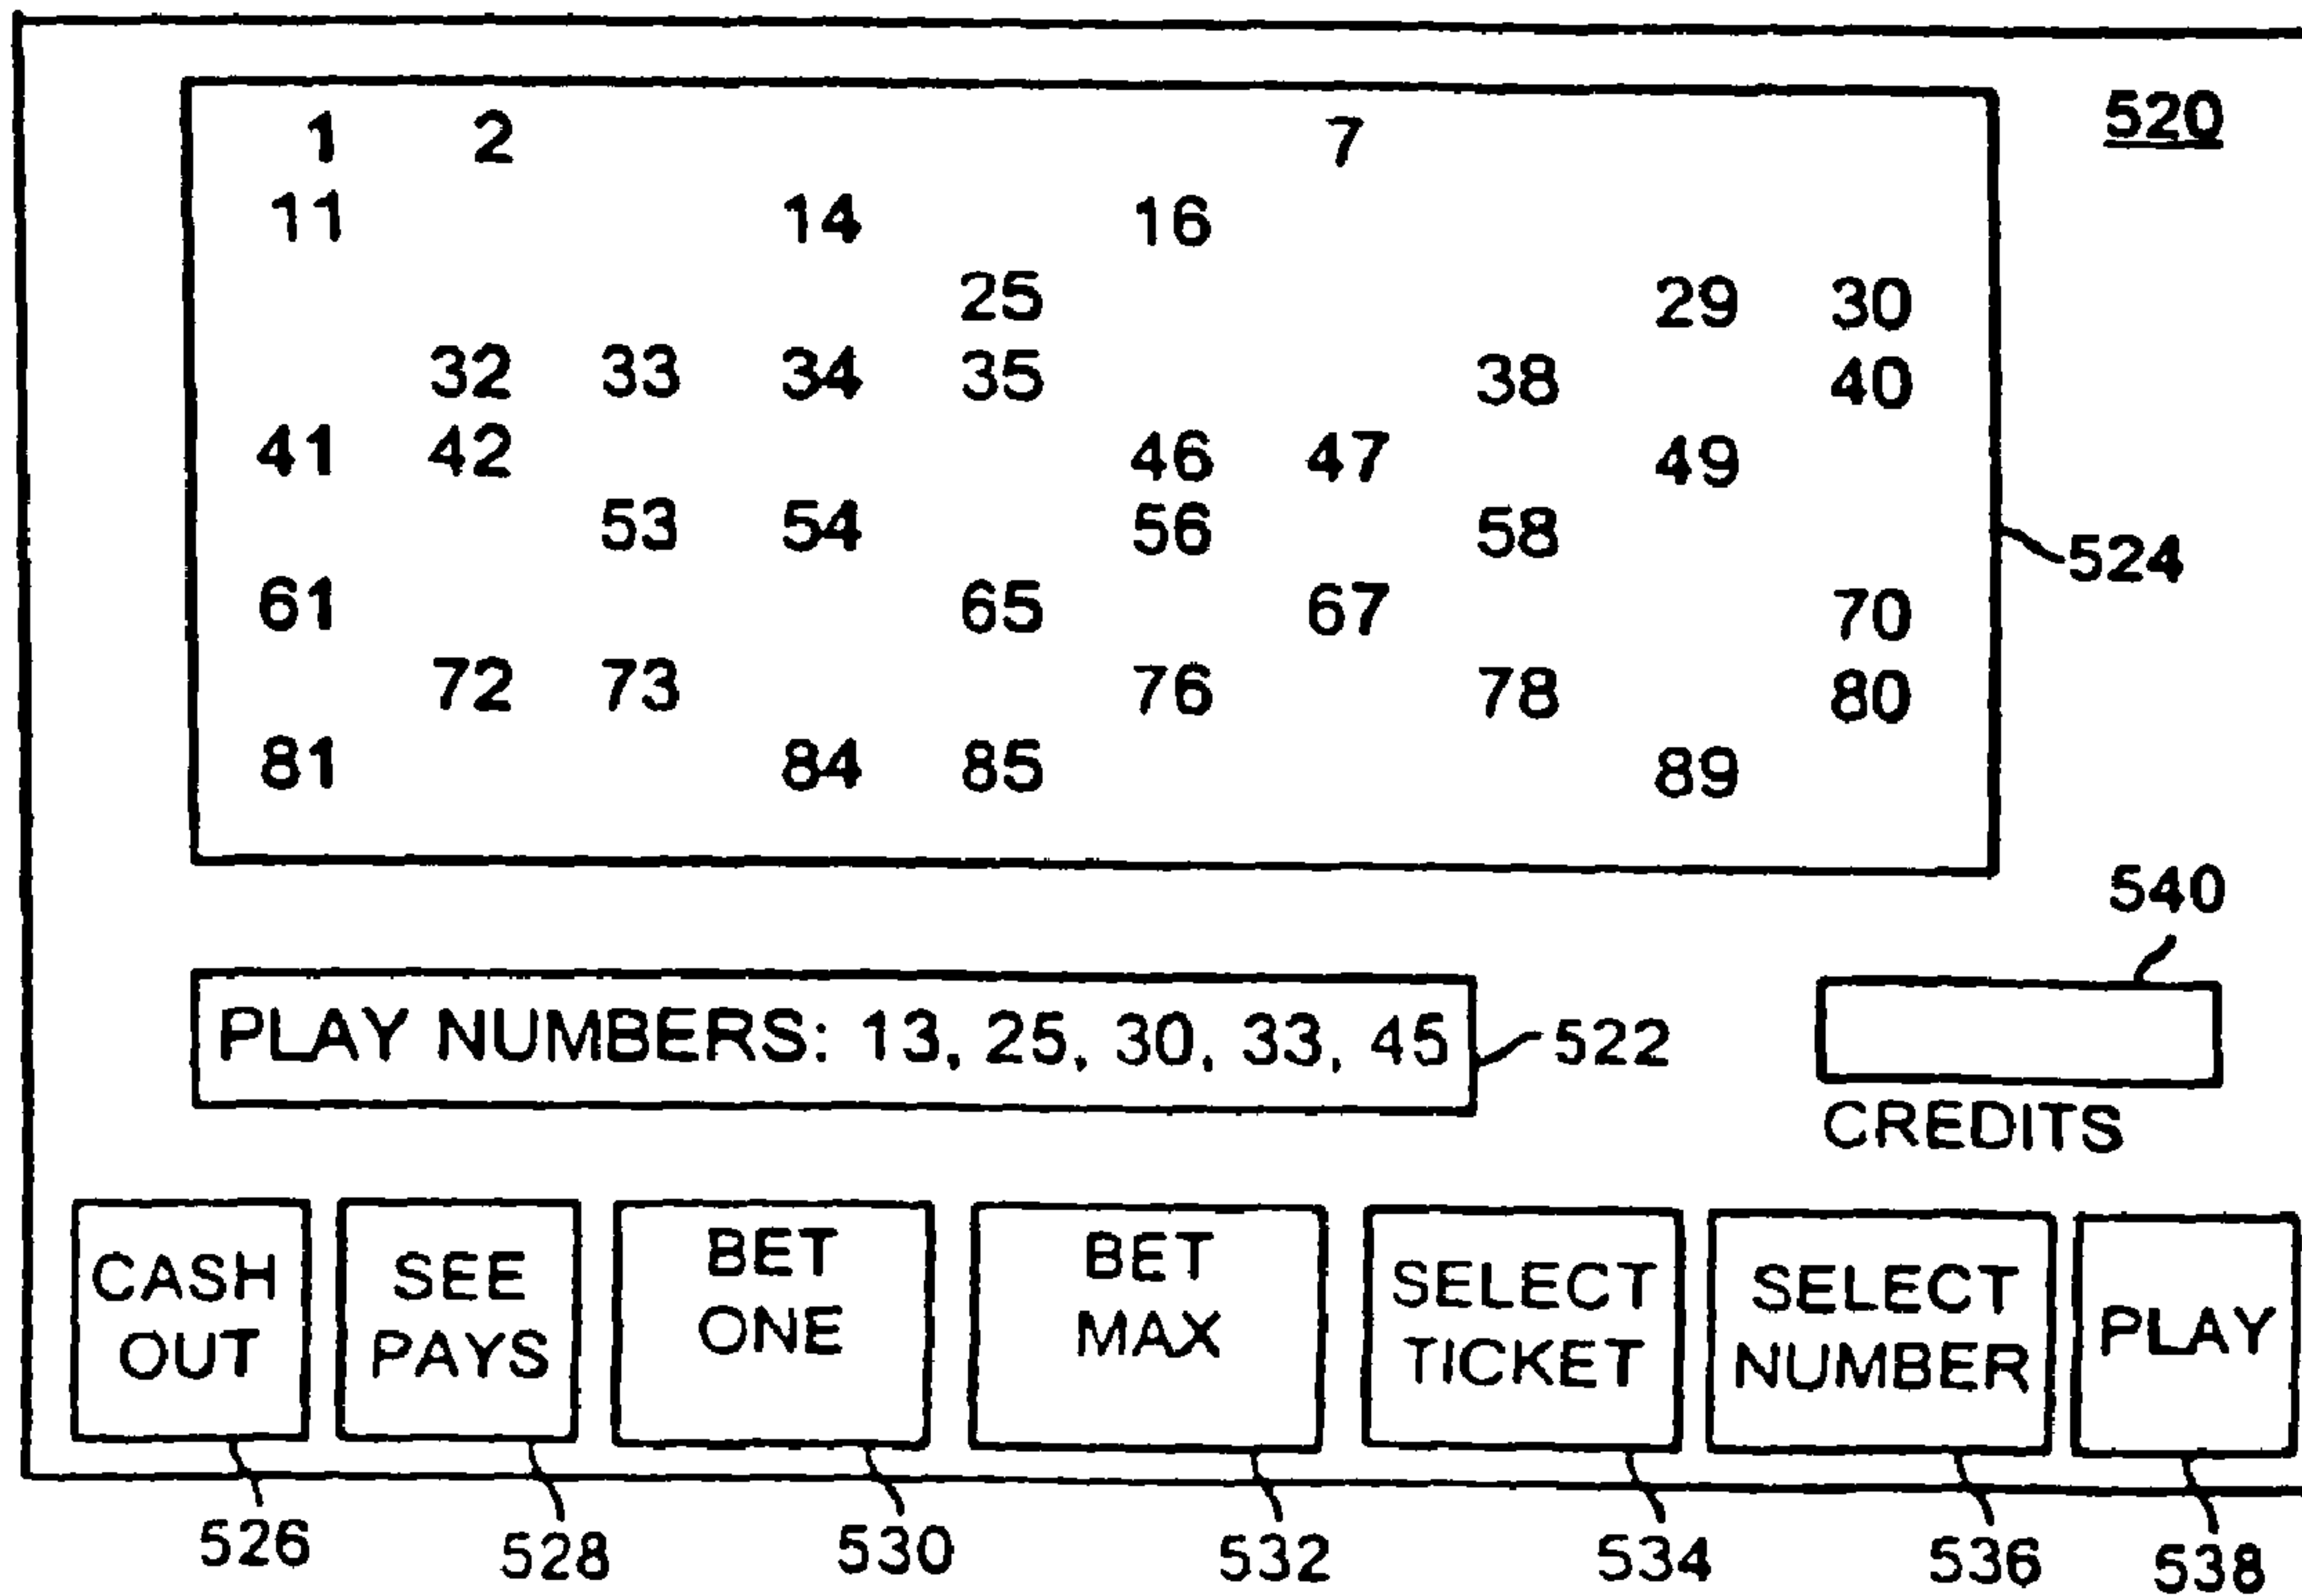 520
1 2 7
11 14 16
25 29 30
32 33 34 35 38 40
41 42 46 47 49
53 54 56 58
524
61 65 67 70
72 73 76 78 80
81 84 85 89
540
PLAY NUMBERS: 13, 25, 30, 33, 45
522
CREDITS
CASH
OUT
SEE
PAYS
BET
ONE
BET
MAX
SELECT
TICKET
SELECT
NUMBER
PLAY
526 528 530 532 534 536 538